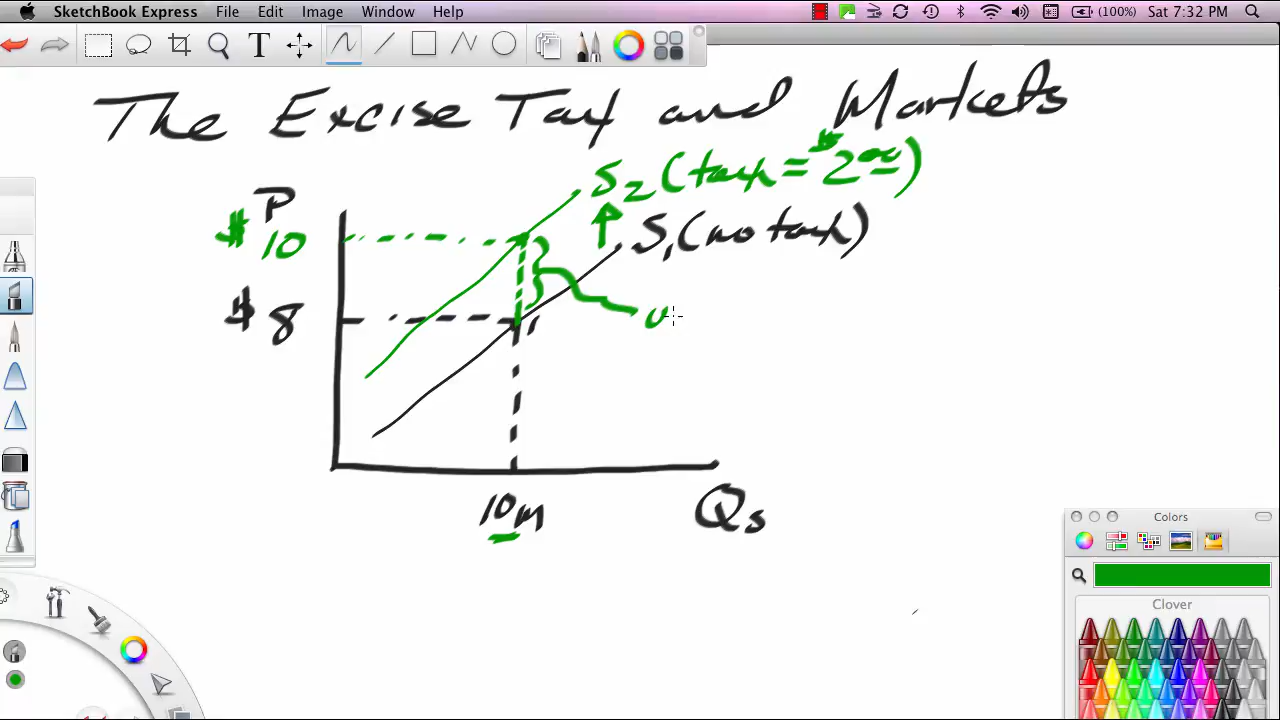 SketchBook Express File Edit Image Window Help (100%) Sat 7:32 PM
T
The Excise Tax and Markets
S2 (tax = $2.00)
P
$10
S1 (no tax)
$8
10m
Qs
Colors
Clover